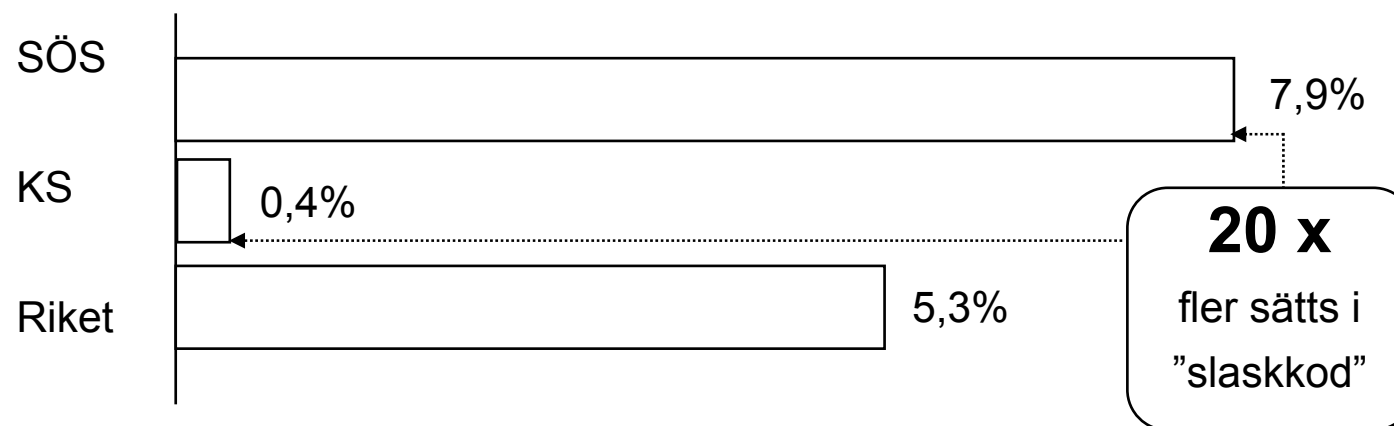 SÖS
7,9%
KS
0,4%
Riket
5,3%
20 x
fler sätts i
”slaskkod”